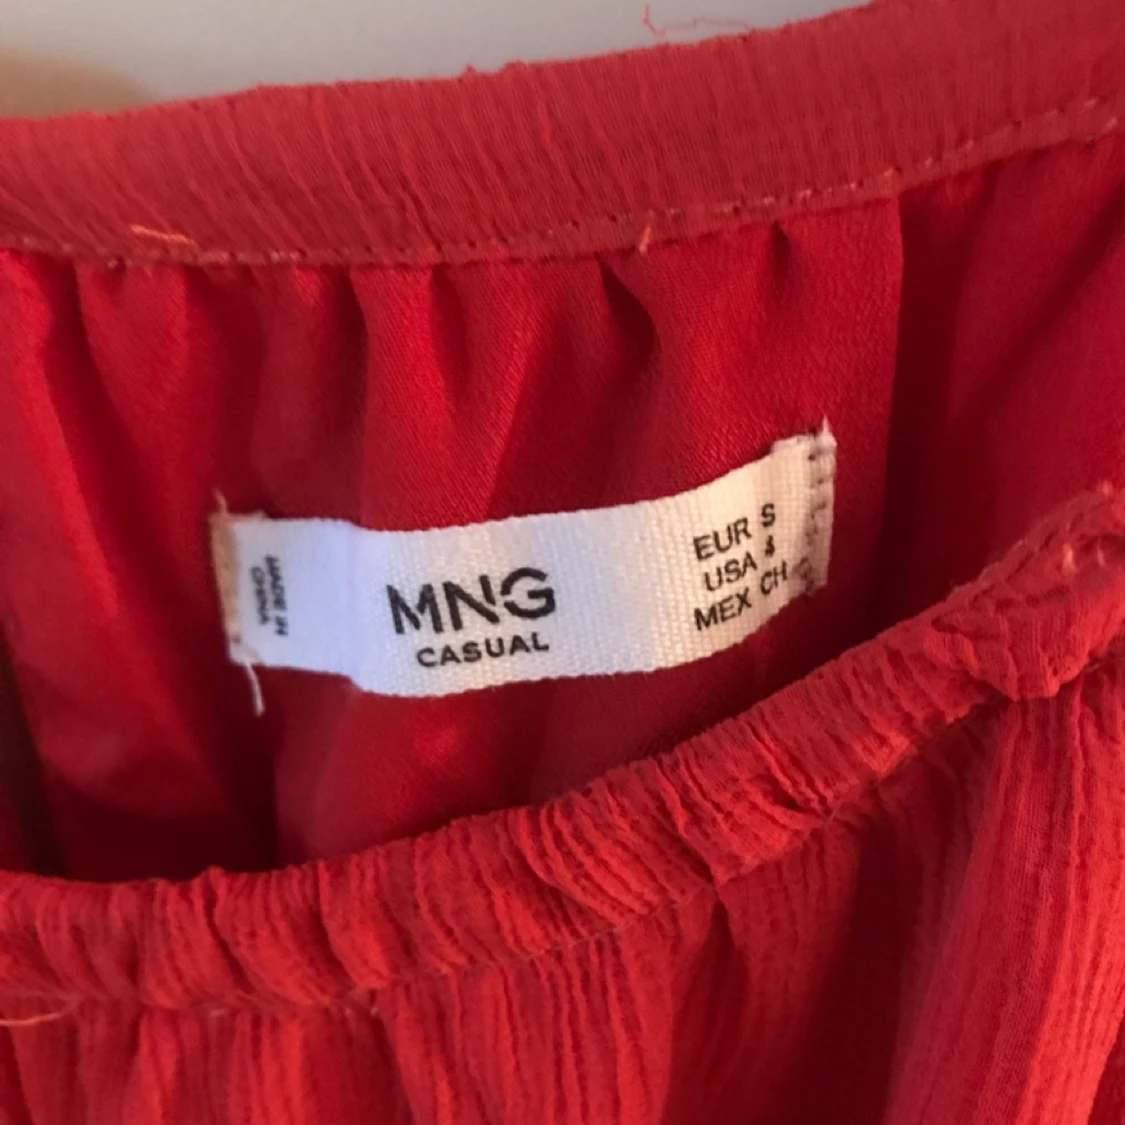 MADE IN
CHINA
MNG
CASUAL
EUR S
USA
MEX CH